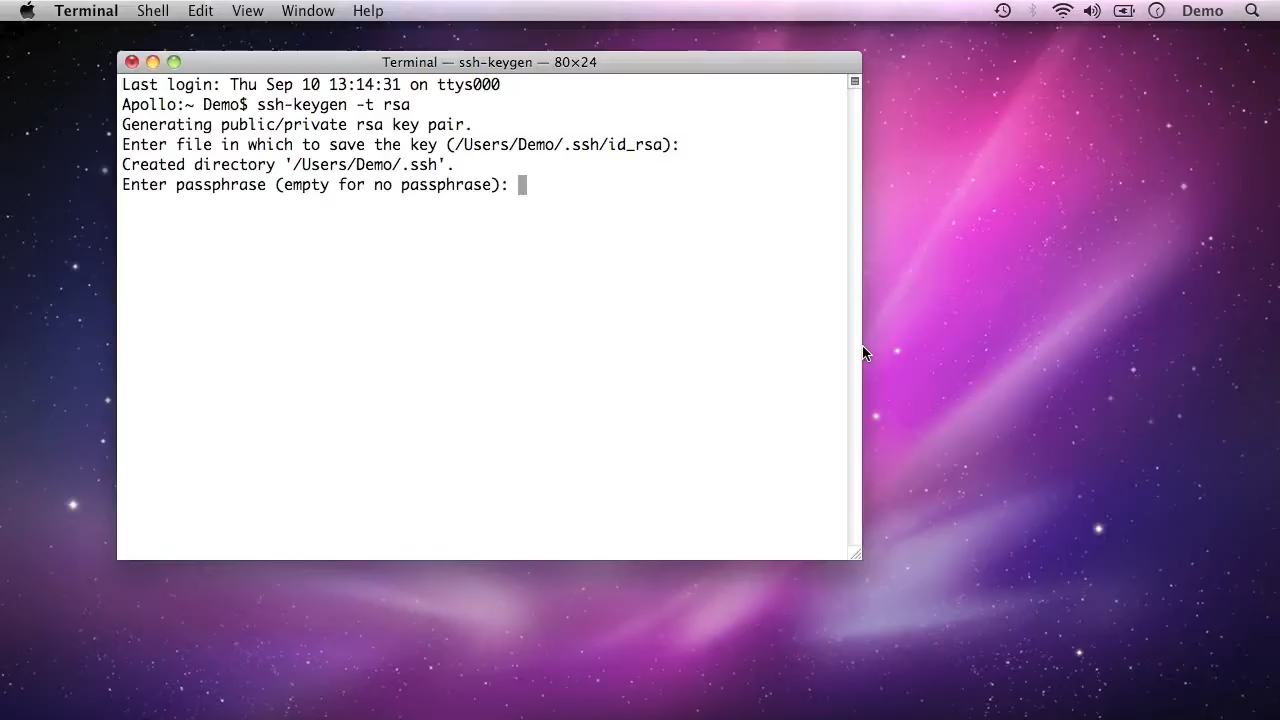 Terminal Shell Edit View Window Help Demo
Terminal — ssh-keygen — 80×24
Last login: Thu Sep 10 13:14:31 on ttys000
Apollo:~ Demo$ ssh-keygen -t rsa
Generating public/private rsa key pair.
Enter file in which to save the key (/Users/Demo/.ssh/id_rsa):
Created directory '/Users/Demo/.ssh'.
Enter passphrase (empty for no passphrase):